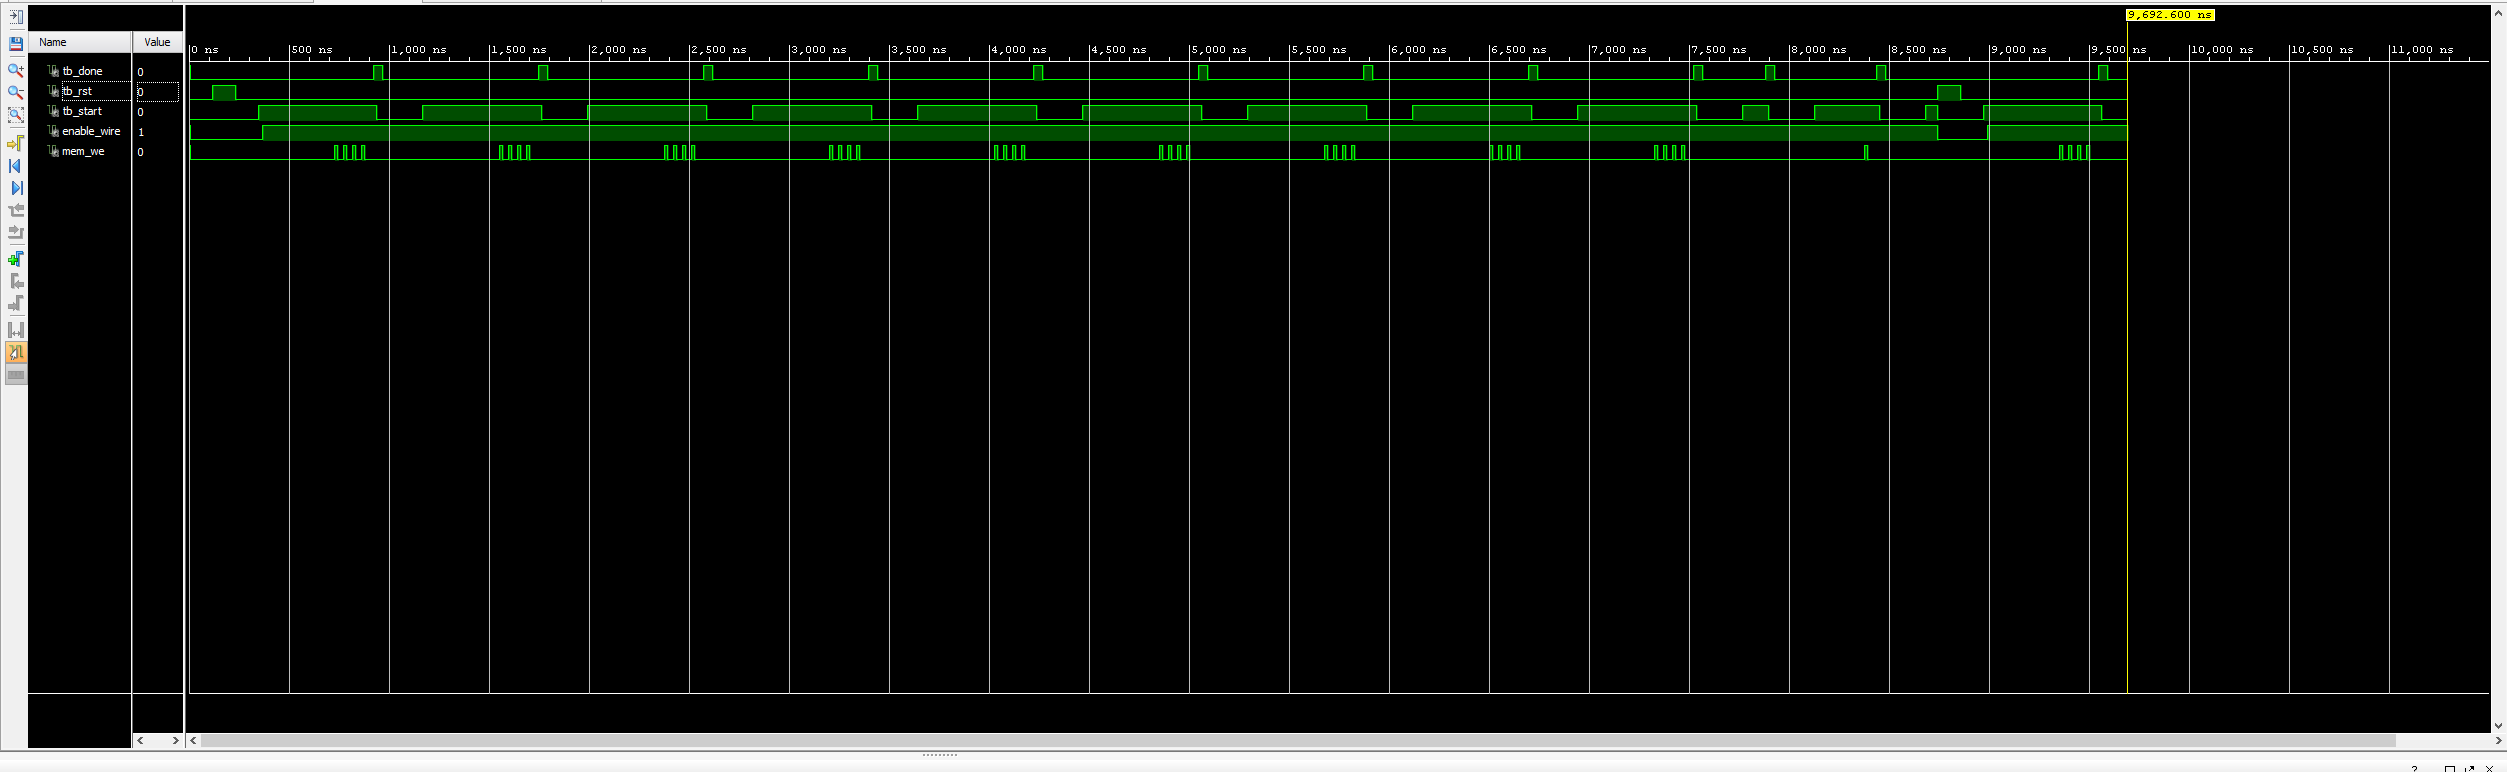 9,692.600 ns
Name Value
0 ns 500 ns 1,000 ns 1,500 ns 2,000 ns 2,500 ns 3,000 ns 3,500 ns 4,000 ns 4,500 ns 5,000 ns 5,500 ns 6,000 ns 6,500 ns 7,000 ns 7,500 ns 8,000 ns 8,500 ns 9,000 ns 9,500 ns 10,000 ns 10,500 ns 11,000 ns
tb_done 0
tb_rst 0
tb_start 0
enable_wire 1
mem_we 0
?